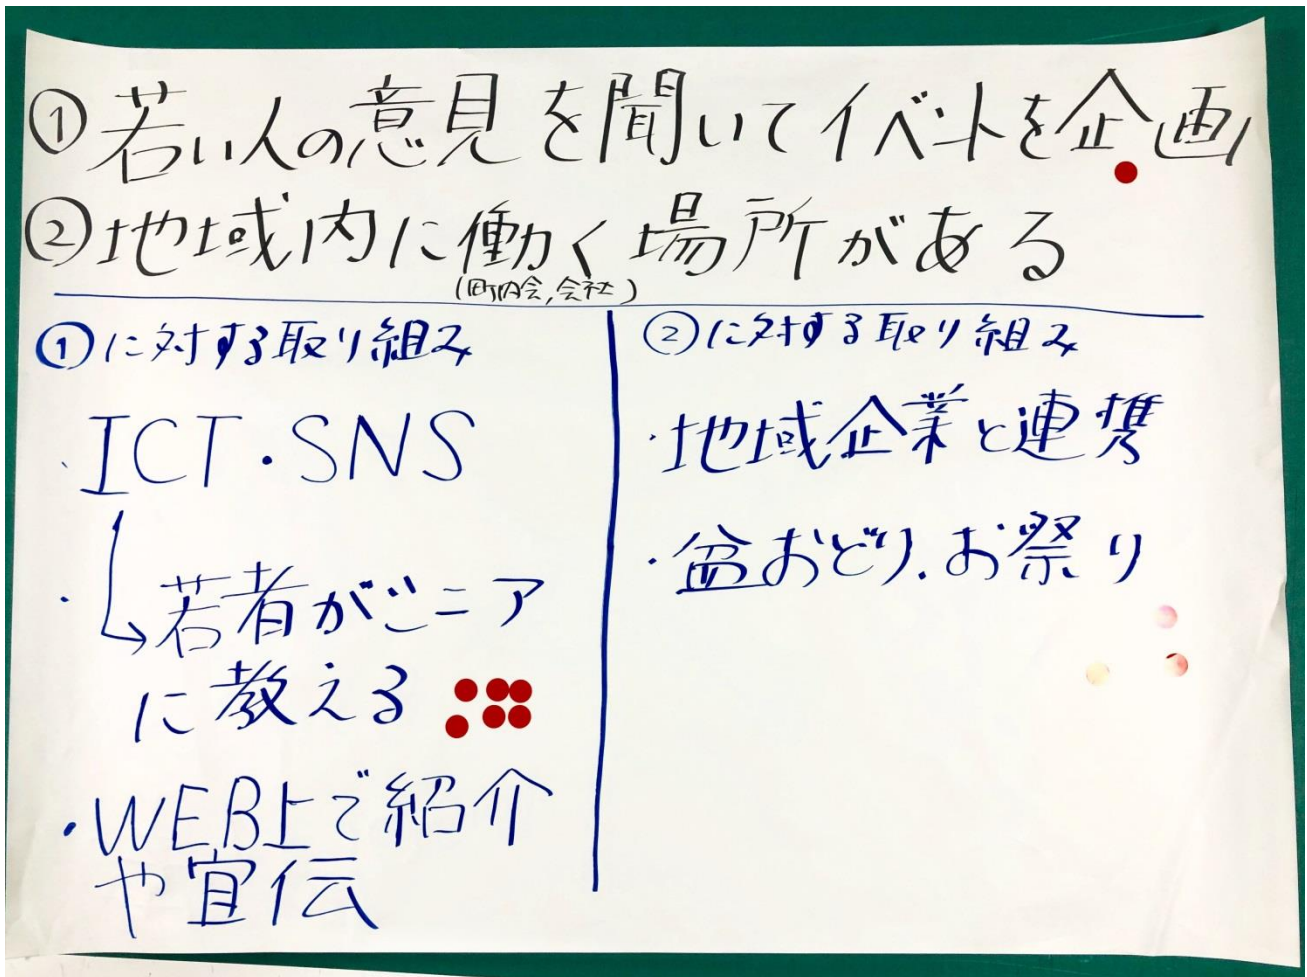 ①若い人の意見を聞いてイベントを企画
②地域内に働く場所がある
(町内会,会社)
①に対する取り組み
・ICT・SNS
・↳若者がシニア
に教える
・WEB上で紹介
や宣伝
②に対する取り組み
・地域企業と連携
・盆おどり.お祭り